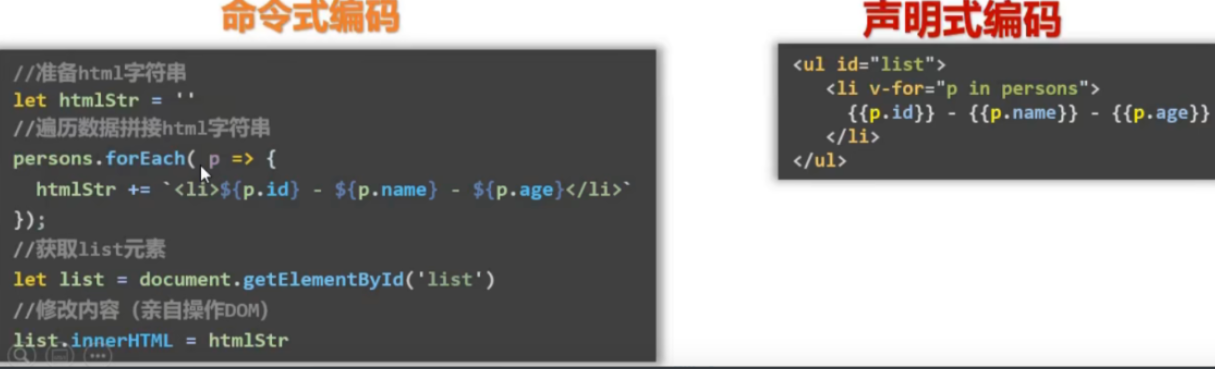 命令式编码
//准备html字符串
let htmlStr = ''
//遍历数据拼接html字符串
persons.forEach( p => {
  htmlStr += `<li>${p.id} - ${p.name} - ${p.age}</li>`
});
//获取list元素
let list = document.getElementById('list')
//修改内容（亲自操作DOM）
list.innerHTML = htmlStr
声明式编码
<ul id="list">
  <li v-for="p in persons">
    {{p.id}} - {{p.name}} - {{p.age}}
  </li>
</ul>